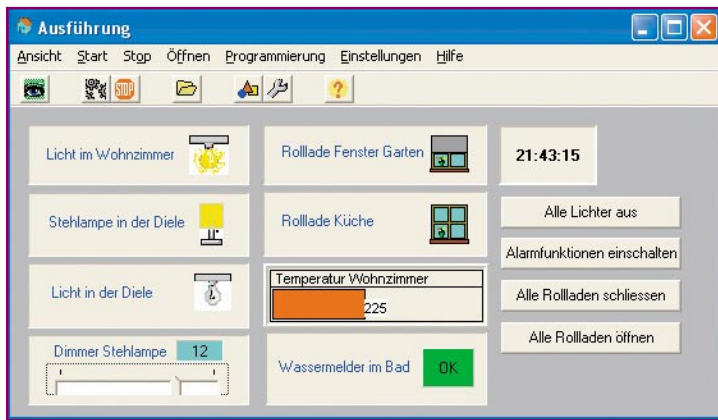 Ausführung
Ansicht Start Stop Öffnen Programmierung Einstellungen Hilfe
STOP ?
Licht im Wohnzimmer
Rolllade Fenster Garten
21:43:15
Stehlampe in der Diele
Rolllade Küche
Alle Lichter aus
Alarmfunktionen einschalten
Licht in der Diele
Temperatur Wohnzimmer
225
Alle Rollladen schliessen
Alle Rollladen öffnen
Dimmer Stehlampe 12
Wassermelder im Bad OK